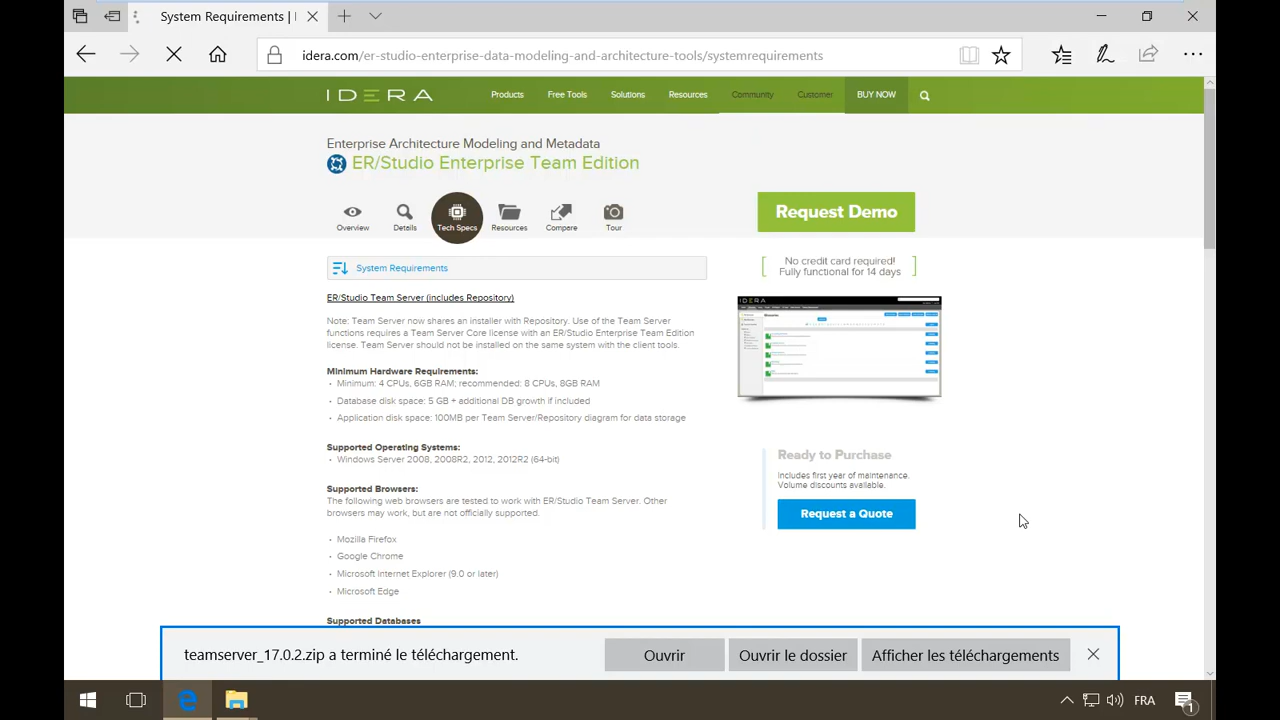 System Requirements |
idera.com/er-studio-enterprise-data-modeling-and-architecture-tools/systemrequirements
IDERA
Products
Free Tools
Solutions
Resources
Community
Customer
BUY NOW
Enterprise Architecture Modeling and Metadata
ER/Studio Enterprise Team Edition
Overview
Details
Tech Specs
Resources
Compare
Tour
Request Demo
System Requirements
No credit card required!
Fully functional for 14 days
ER/Studio Team Server (includes Repository)
Note: Team Server now shares an installer with Repository. Use of the Team Server
functions requires a Team Server Core license with an ER/Studio Enterprise Team Edition
license. Team Server should not be installed on the same system with the client tools.
IDERA
Minimum Hardware Requirements:
• Minimum: 4 CPUs, 6GB RAM; recommended: 8 CPUs, 8GB RAM
• Database disk space: 5 GB + additional DB growth if included
• Application disk space: 100MB per Team Server/Repository diagram for data storage
Supported Operating Systems:
• Windows Server 2008, 2008R2, 2012, 2012R2 (64-bit)
Ready to Purchase
Includes first year of maintenance.
Volume discounts available.
Request a Quote
Supported Browsers:
The following web browsers are tested to work with ER/Studio Team Server. Other
browsers may work, but are not officially supported.
• Mozilla Firefox
• Google Chrome
• Microsoft Internet Explorer (9.0 or later)
• Microsoft Edge
Supported Databases
teamserver_17.0.2.zip a terminé le téléchargement.
Ouvrir
Ouvrir le dossier
Afficher les téléchargements
FRA
1